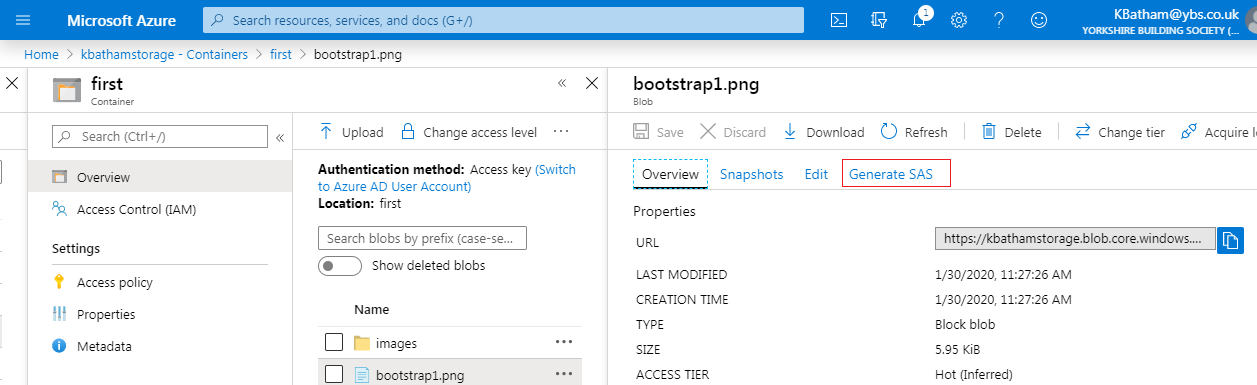 Microsoft Azure
Search resources, services, and docs (G+/)
1
KBatham@ybs.co.uk
YORKSHIRE BUILDING SOCIETY (...
Home > kbathamstorage - Containers > first > bootstrap1.png
first
Container
Search (Ctrl+/)
Overview
Access Control (IAM)
Settings
Access policy
Properties
Metadata
Upload Change access level ...
Authentication method: Access key (Switch
to Azure AD User Account)
Location: first
Search blobs by prefix (case-se...
Show deleted blobs
Name
images
bootstrap1.png
bootstrap1.png
Blob
Save Discard Download Refresh Delete Change tier Acquire le
Overview Snapshots Edit Generate SAS
Properties
URL https://kbathamstorage.blob.core.windows....
LAST MODIFIED 1/30/2020, 11:27:26 AM
CREATION TIME 1/30/2020, 11:27:26 AM
TYPE Block blob
SIZE 5.95 KiB
ACCESS TIER Hot (Inferred)